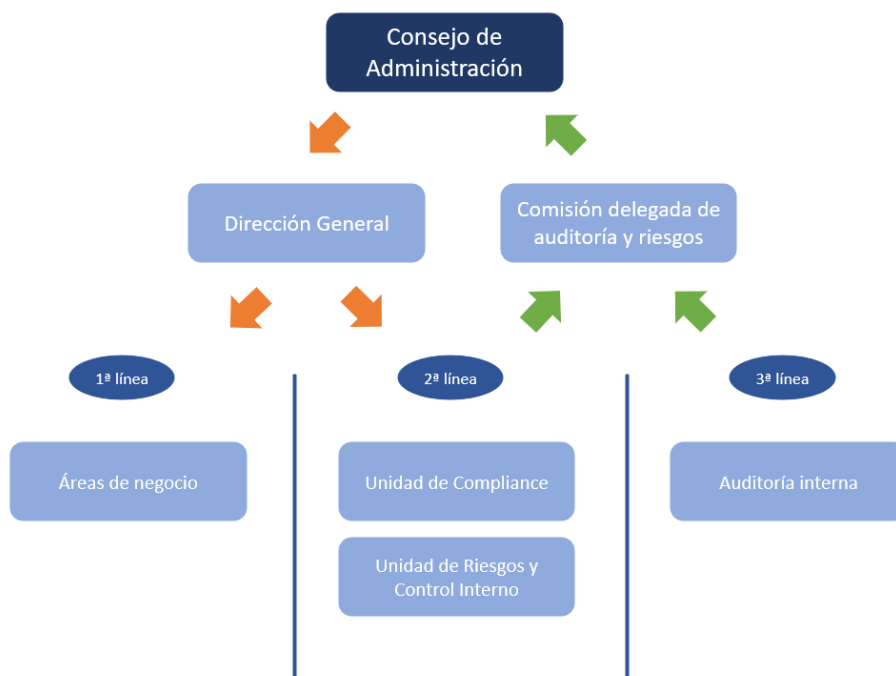 Consejo de
Administración
Dirección General
Comisión delegada de
auditoría y riesgos
1ª línea
2ª línea
3ª línea
Áreas de negocio
Unidad de Compliance
Auditoría interna
Unidad de Riesgos y
Control Interno